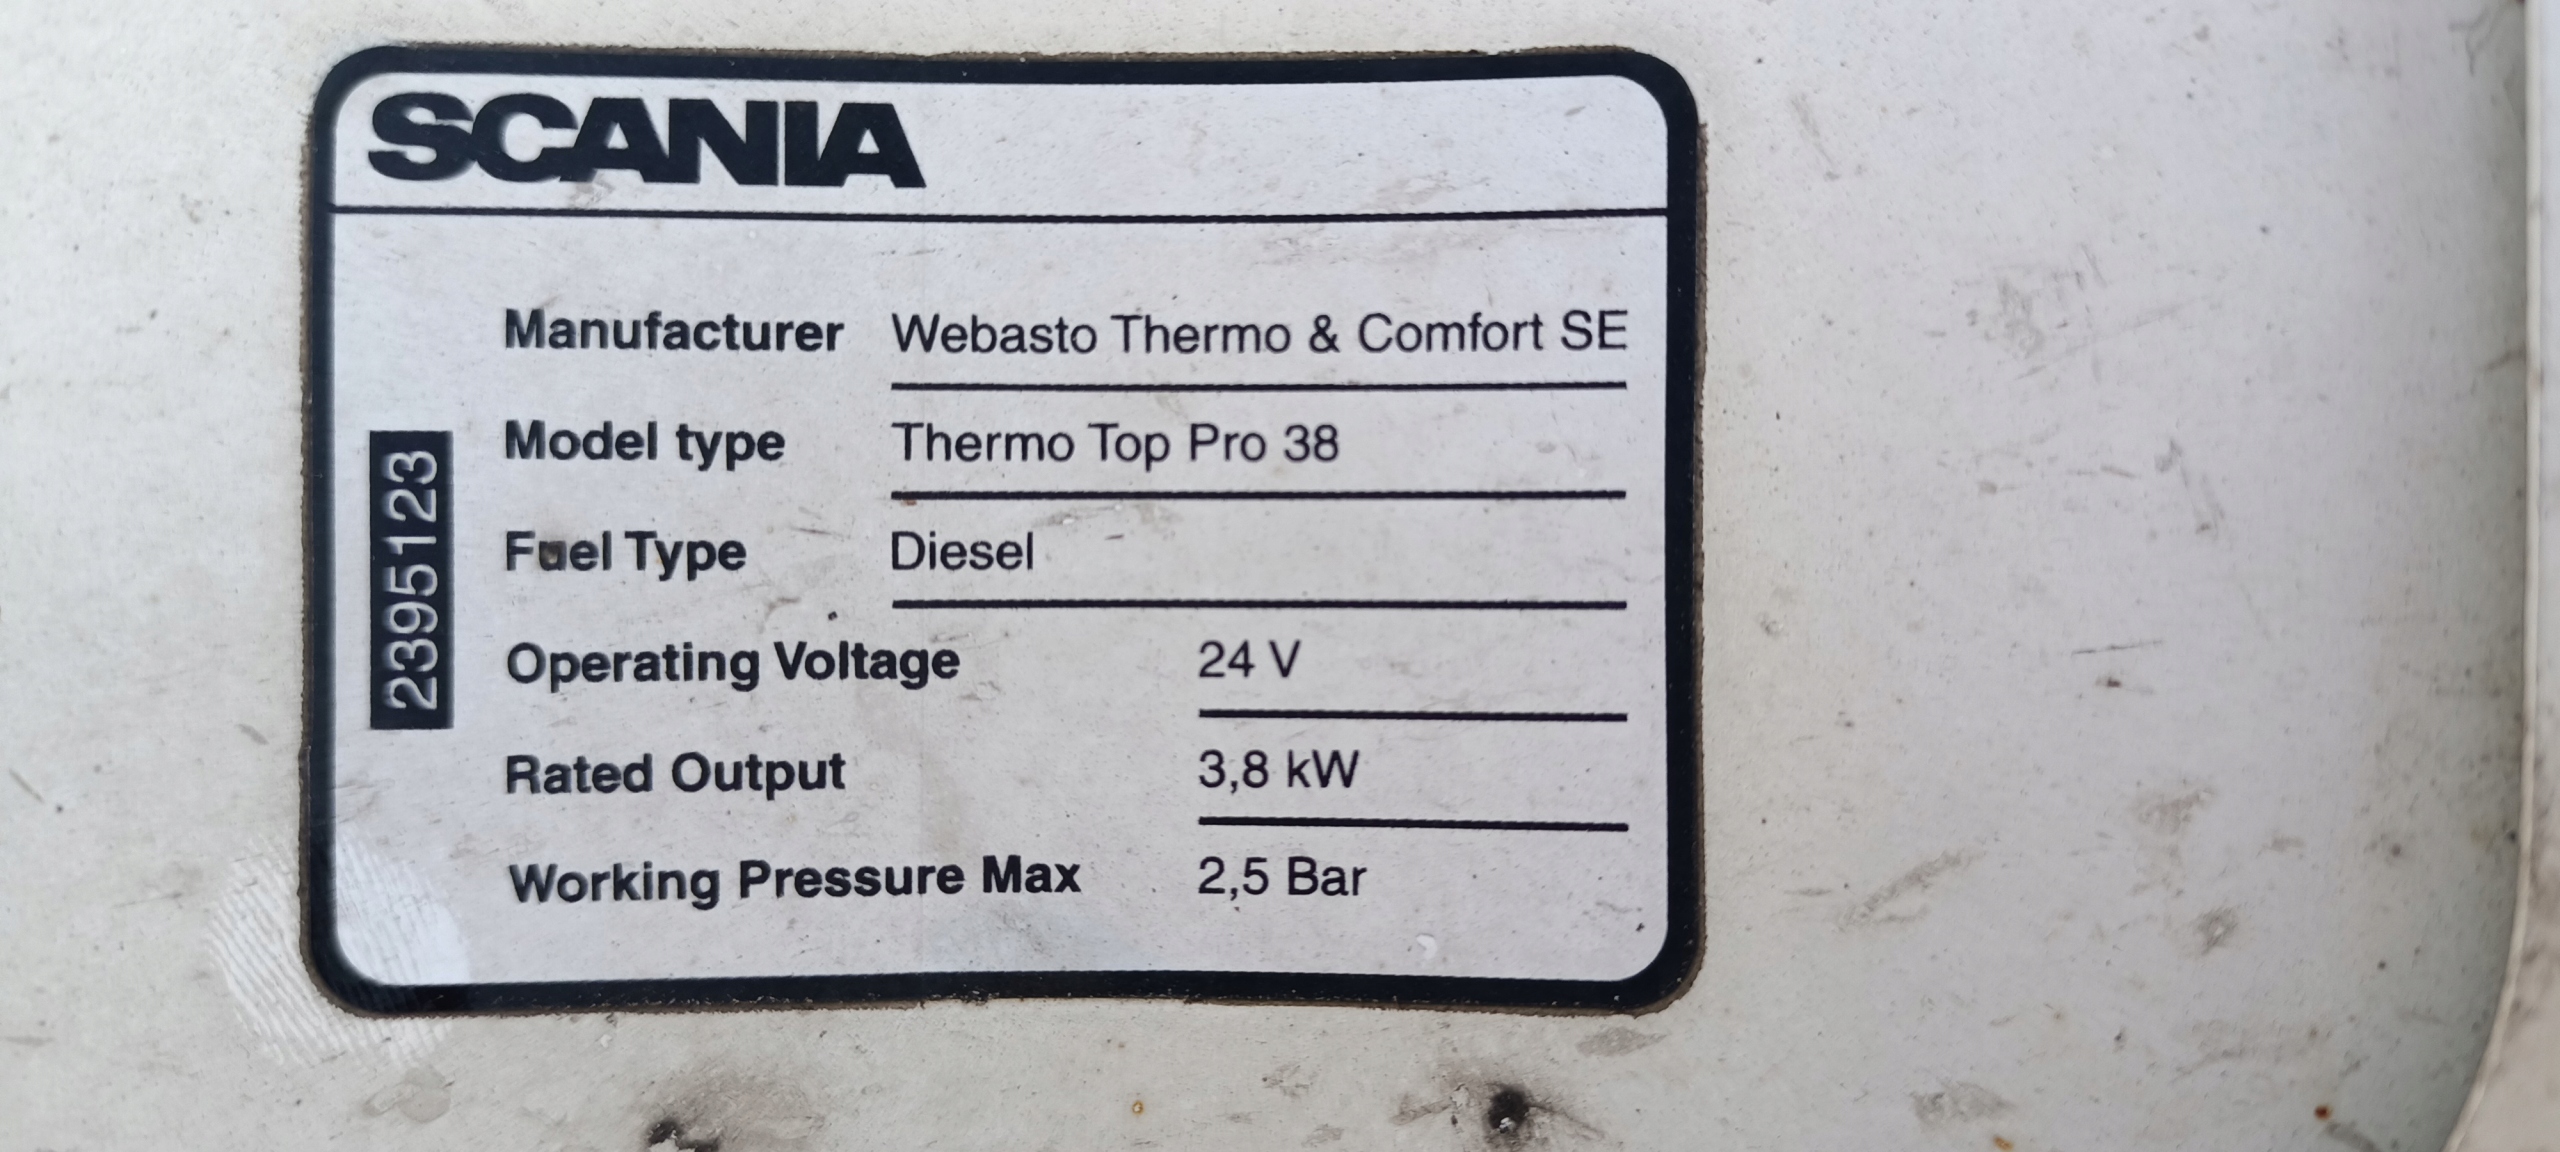 SCANIA
Manufacturer Webasto Thermo & Comfort SE
Model type Thermo Top Pro 38
Fuel Type Diesel
Operating Voltage 24 V
Rated Output 3,8 kW
Working Pressure Max 2,5 Bar
2395123